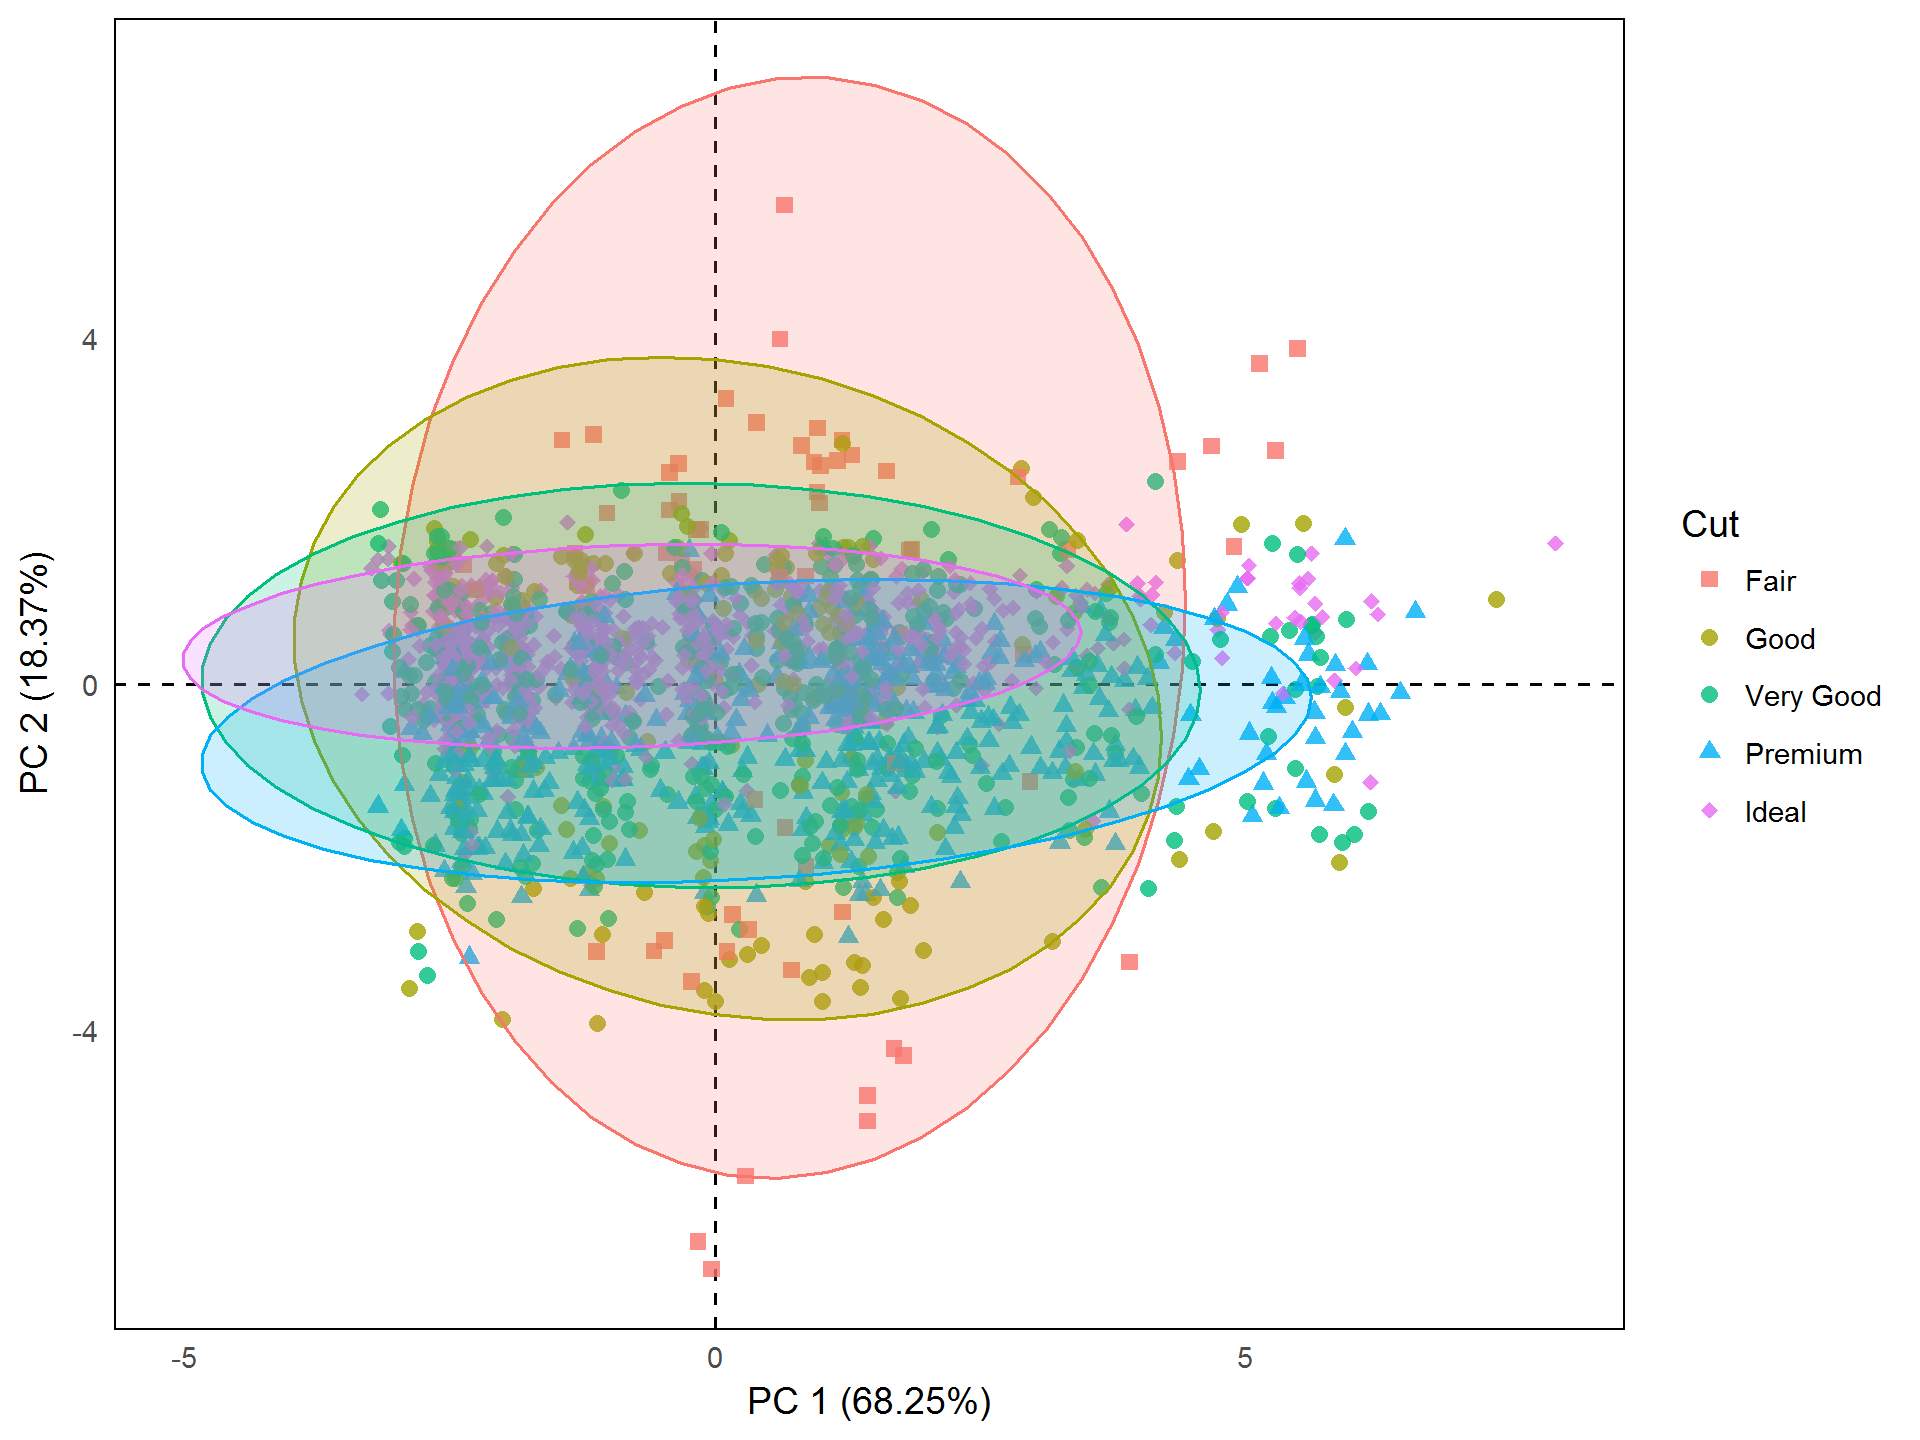 4
0
-4
-5
0
5
PC 1 (68.25%)
PC 2 (18.37%)
Cut
Fair
Good
Very Good
Premium
Ideal